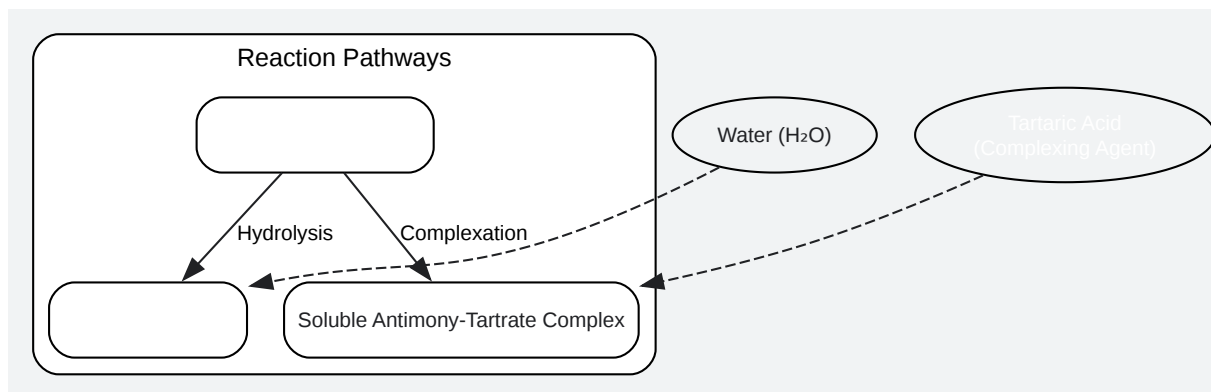 Reaction Pathways
Water (H₂O)
Tartaric Acid
(Complexing Agent)
Hydrolysis
Complexation
Soluble Antimony-Tartrate Complex